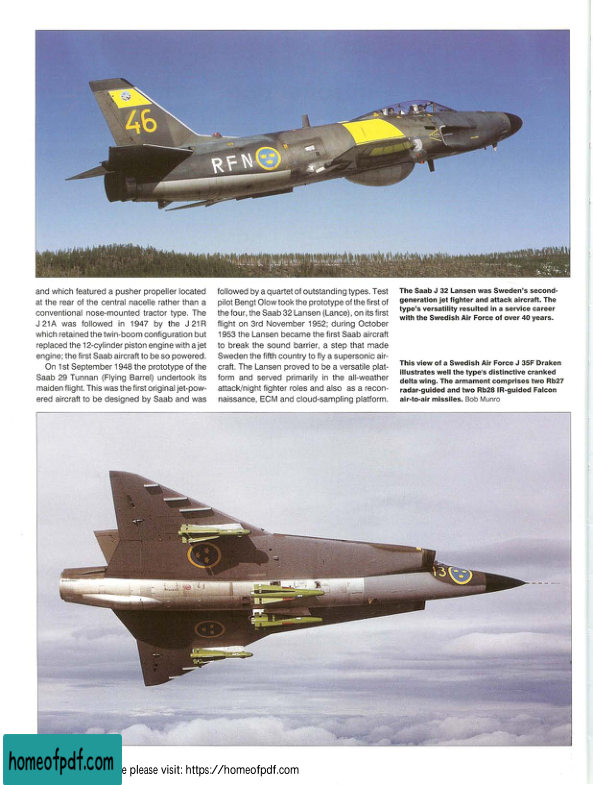 46
RFN
and which featured a pusher propeller located
at the rear of the central nacelle rather than a
conventional nose-mounted tractor type. The
J 21A was followed in 1947 by the J 21R
which retained the twin-boom configuration but
replaced the 12-cylinder piston engine with a jet
engine; the first Saab aircraft to be so powered.
On 1st September 1948 the prototype of the
Saab 29 Tunnan (Flying Barrel) undertook its
maiden flight. This was the first original jet-pow-
ered aircraft to be designed by Saab and was
followed by a quartet of outstanding types. Test
pilot Bengt Olow took the prototype of the first of
the four, the Saab 32 Lansen (Lance), on its first
flight on 3rd November 1952; during October
1953 the Lansen became the first Saab aircraft
to break the sound barrier, a step that made
Sweden the fifth country to fly a supersonic air-
craft. The Lansen proved to be a versatile plat-
form and served primarily in the all-weather
attack/night fighter roles and also as a recon-
naissance, ECM and cloud-sampling platform.
The Saab J 32 Lansen was Sweden's second-
generation jet fighter and attack aircraft. The
type's versatility resulted in a service career
with the Swedish Air Force of over 40 years.
This view of a Swedish Air Force J 35F Draken
illustrates well the type's distinctive cranked
delta wing. The armament comprises two Rb27
radar-guided and two Rb28 IR-guided Falcon
air-to-air missiles. Bob Munro
13
homeofpdf.com
e please visit: https://homeofpdf.com